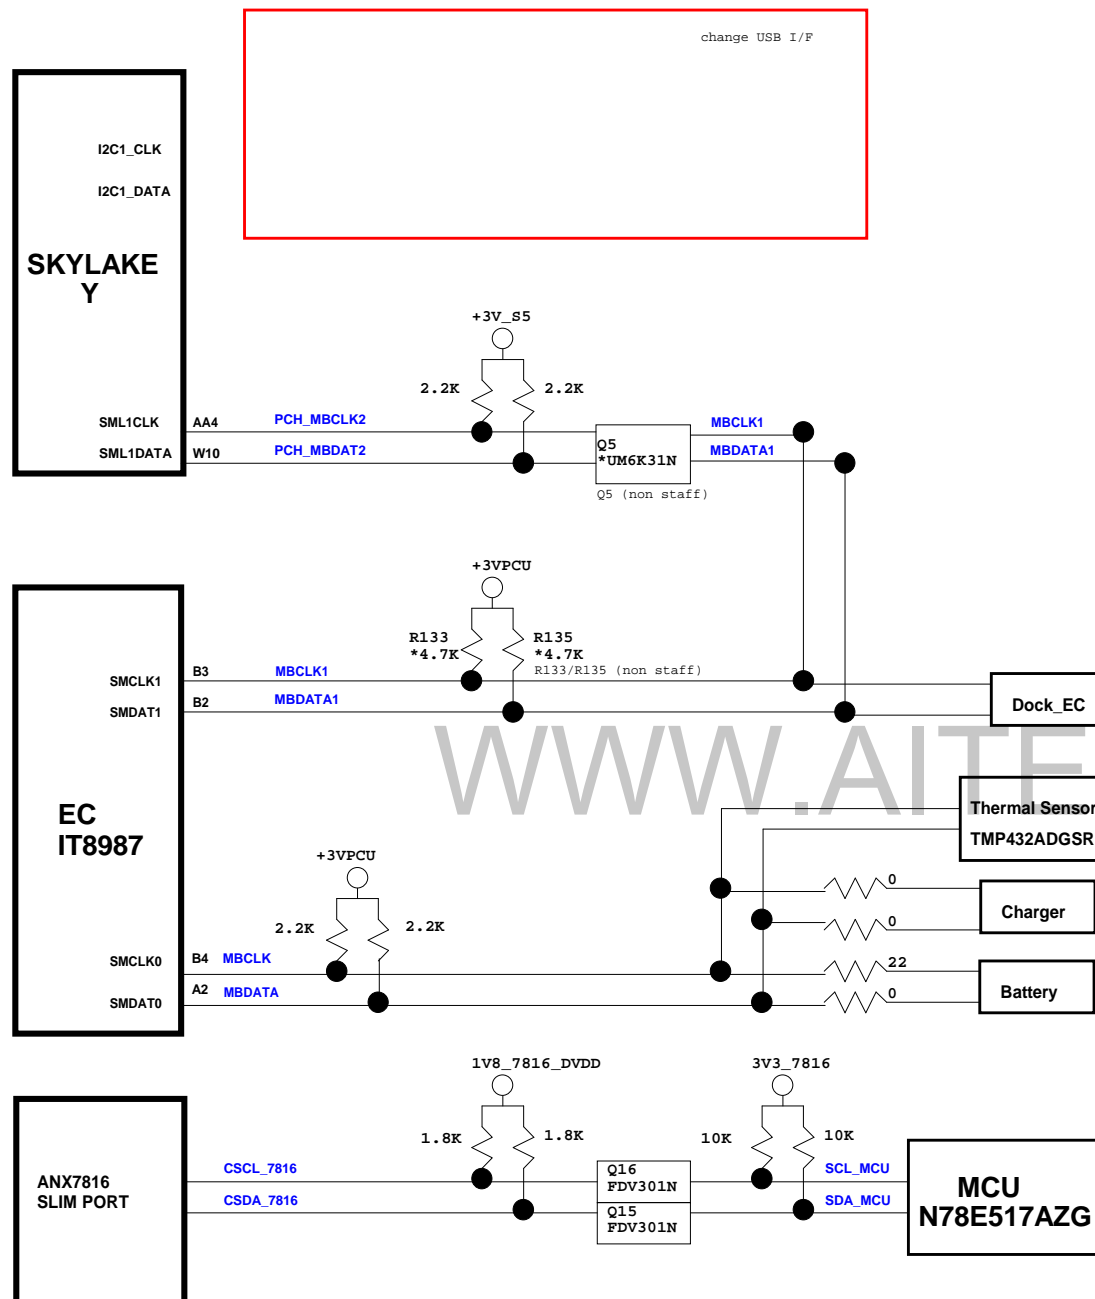 change USB I/F
I2C1_CLK
I2C1_DATA
SKYLAKE
Y
+3V_S5
2.2K
2.2K
SML1CLK
AA4
PCH_MBCLK2
MBCLK1
SML1DATA
W10
PCH_MBDAT2
Q5
*UM6K31N
MBDATA1
Q5 (non staff)
+3VPCU
R133
*4.7K
R135
*4.7K
R133/R135 (non staff)
SMCLK1
B3
MBCLK1
SMDAT1
B2
MBDATA1
Dock_EC
WWW.AITE
EC
IT8987
Thermal Sensor
TMP432ADGSR
+3VPCU
2.2K
2.2K
0
0
Charger
SMCLK0
B4
MBCLK
22
SMDAT0
A2
MBDATA
0
Battery
1V8_7816_DVDD
3V3_7816
1.8K
1.8K
10K
10K
ANX7816
SLIM PORT
CSCL_7816
CSDA_7816
Q16
FDV301N
Q15
FDV301N
SCL_MCU
SDA_MCU
MCU
N78E517AZG